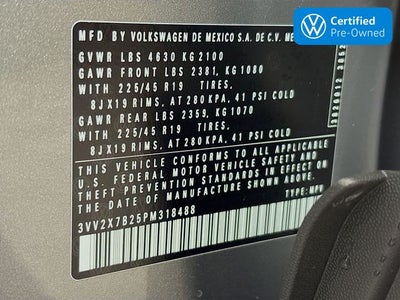 Certified
Pre-Owned
MFD. BY VOLKSWAGEN DE MEXICO S.A. DE C.V.
GVWR LBS 4630 KG 2100
GAWR FRONT LBS 2381, KG 1080
WITH 225/45 R19 TIRES,
8JX19 RIMS, AT 280 KPA, 41 PSI COLD
GAWR REAR LBS 2359, KG 1070
WITH 225/45 R19 TIRES,
8JX19 RIMS, AT 280 KPA, 41 PSI COLD
THIS VEHICLE CONFORMS TO ALL APPLICABLE
U.S. FEDERAL MOTOR VEHICLE SAFETY
STANDARDS IN EFFECT ON THE
DATE OF MANUFACTURE SHOWN ABOVE
3VV2X7B25PM318488
TYPE: MPV